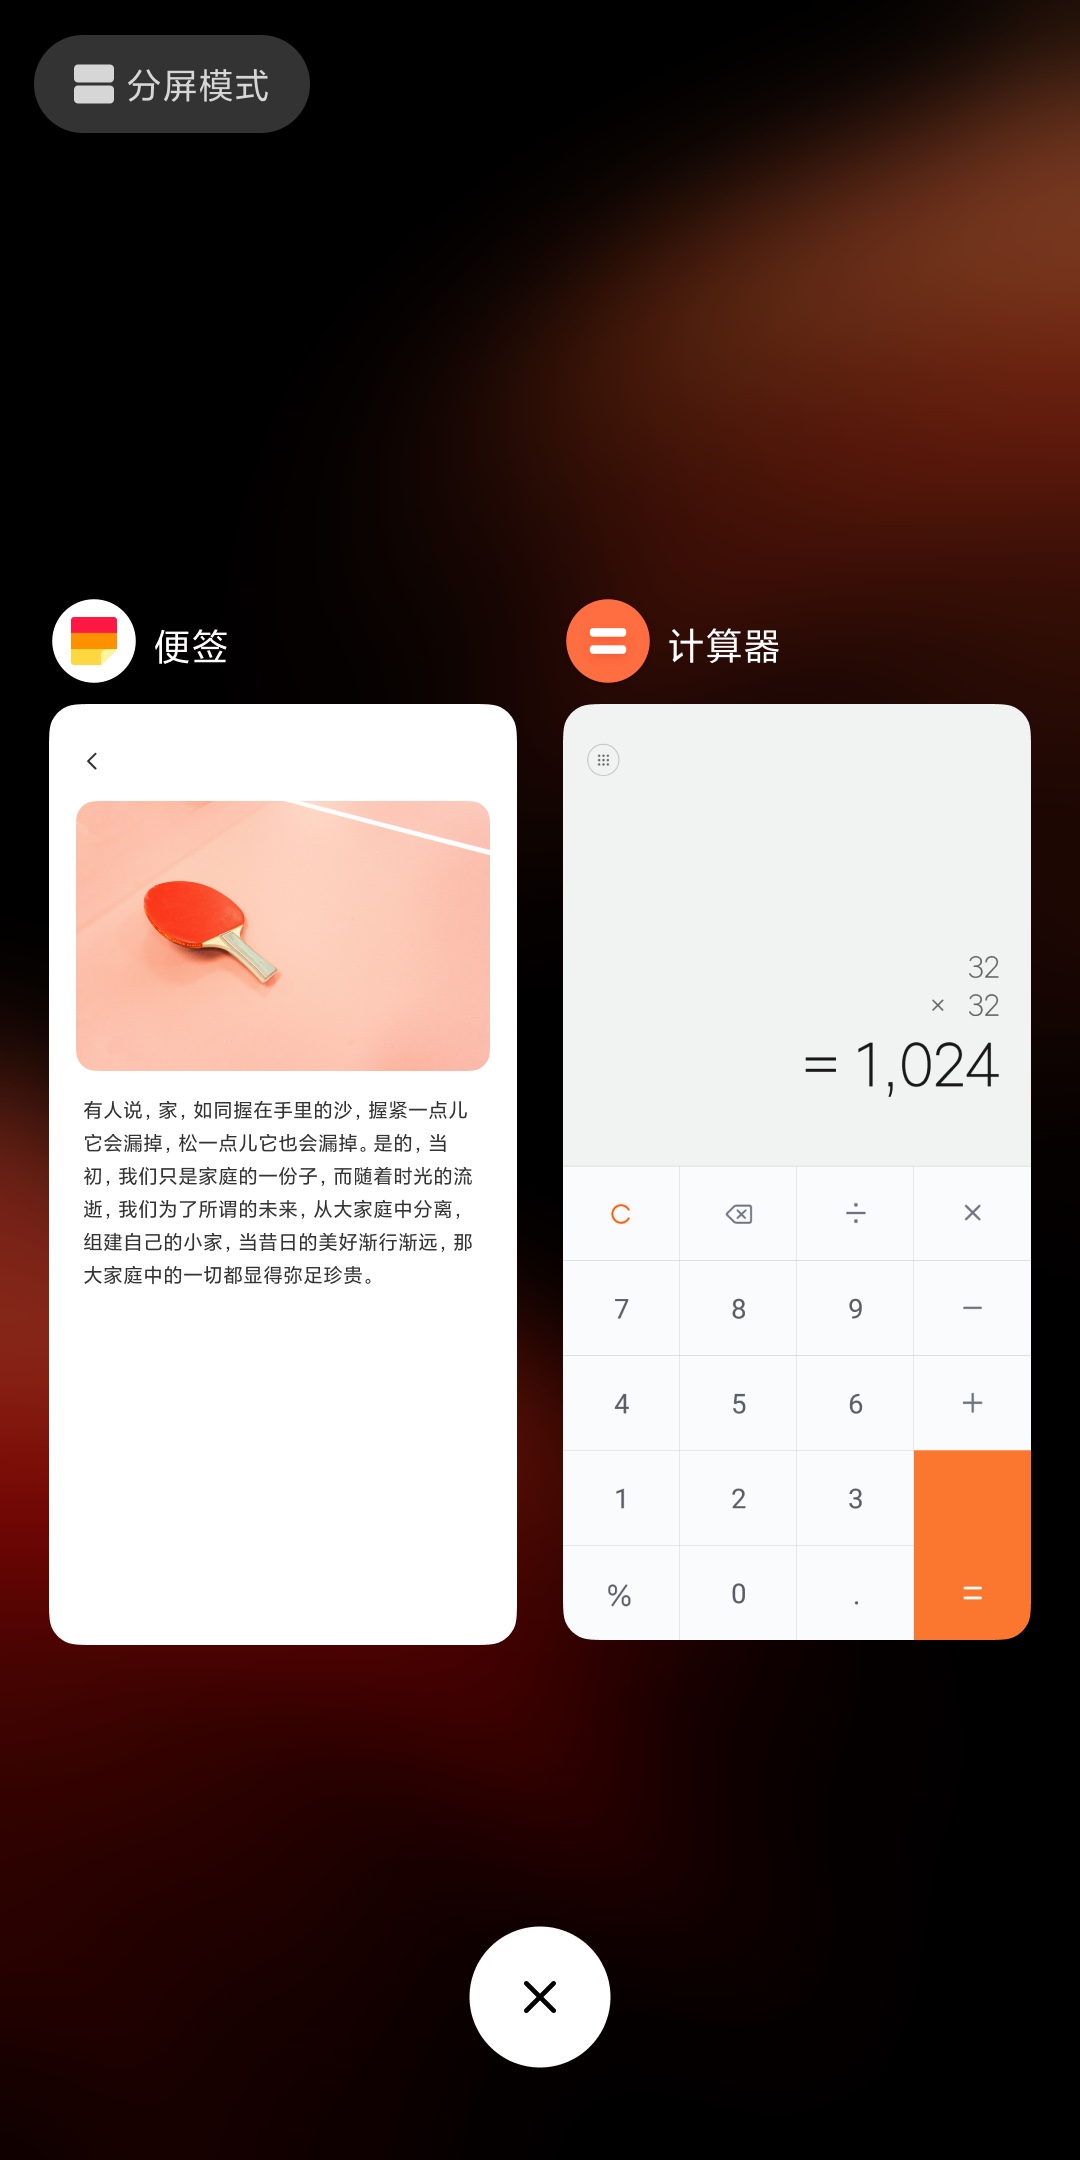 分屏模式
便签
有人说，家，如同握在手里的沙，握紧一点儿
它会漏掉，松一点儿它也会漏掉。是的，当
初，我们只是家庭的一份子，而随着时光的流
逝，我们为了所谓的未来，从大家庭中分离，
组建自己的小家，当昔日的美好渐行渐远，那
大家庭中的一切都显得弥足珍贵。
计算器
32
× 32
= 1,024
C ÷ ×
7 8 9 −
4 5 6 +
1 2 3
% 0 . =